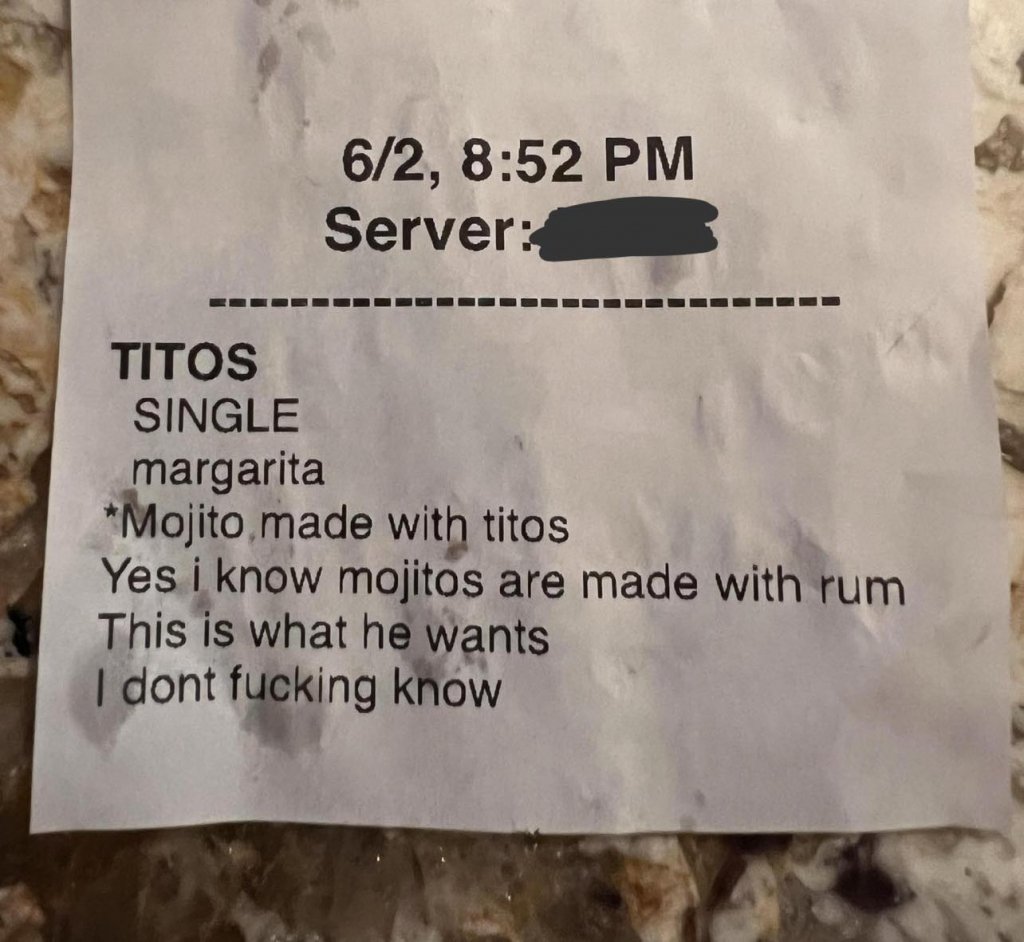 6/2, 8:52 PM
Server:
--------------------------------
TITOS
SINGLE
margarita
*Mojito made with titos
Yes i know mojitos are made with rum
This is what he wants
I dont fucking know